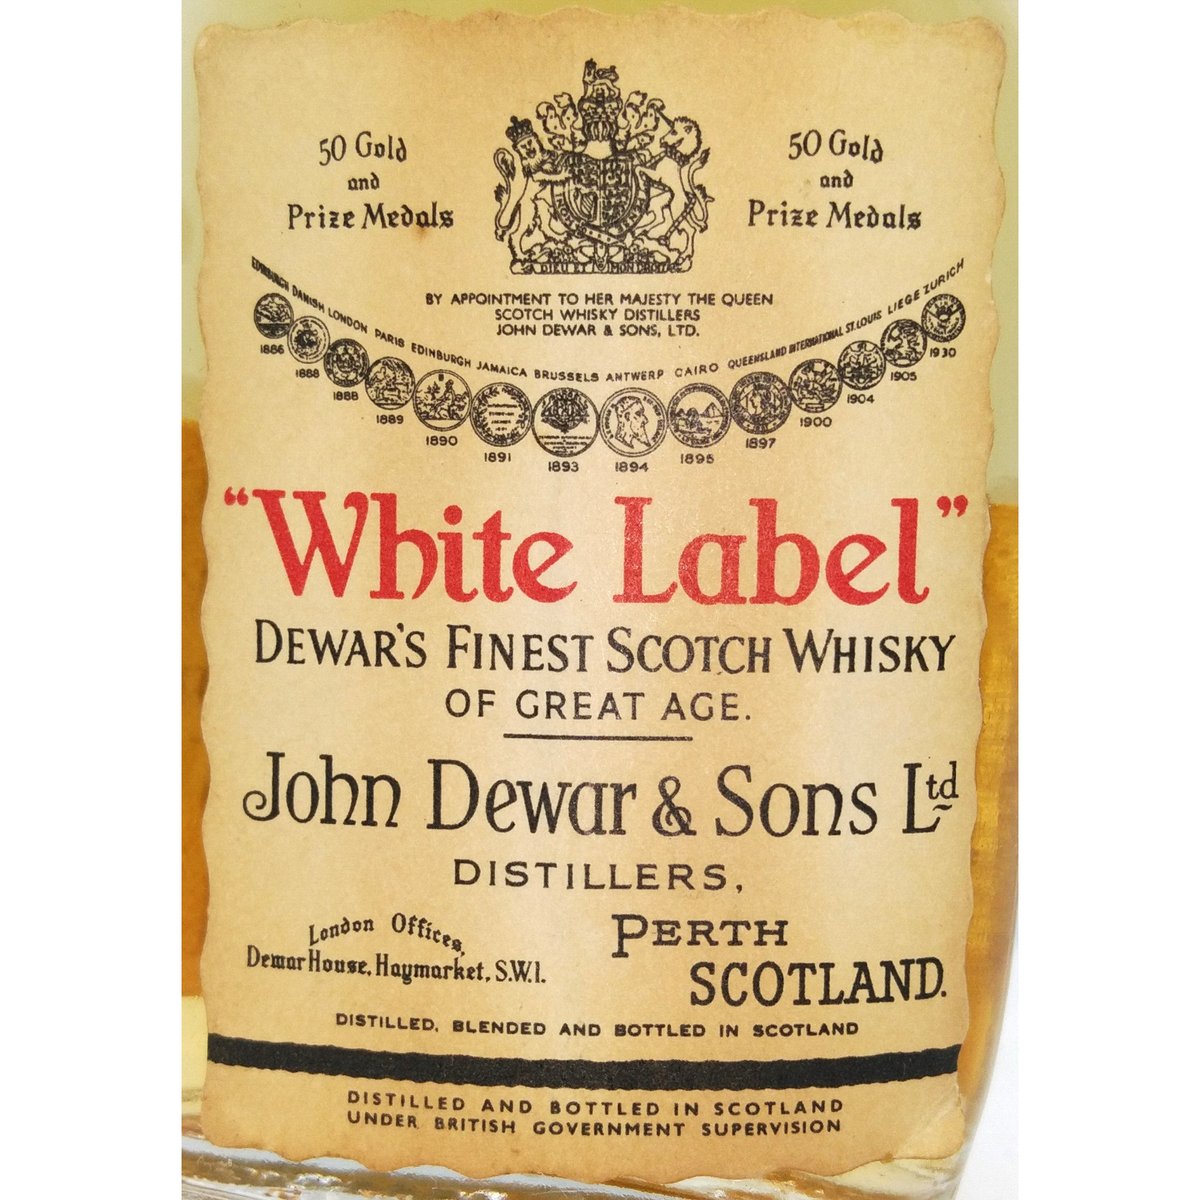 50 Gold
and
Prize Medals
50 Gold
and
Prize Medals
DIEU ET MON DROIT
BY APPOINTMENT TO HER MAJESTY THE QUEEN
SCOTCH WHISKY DISTILLERS
JOHN DEWAR & SONS, LTD.
EDINBURGH DANISH LONDON PARIS EDINBURGH JAMAICA BRUSSELS ANTWERP CAIRO QUEENSLAND INTERNATIONAL ST. LOUIS LIEGE ZURICH
1886 1888 1888 1889 1890 1891 1893 1894 1895 1897 1900 1904 1905 1930
"White Label"
DEWAR'S FINEST SCOTCH WHISKY
OF GREAT AGE.
John Dewar & Sons Ltd
DISTILLERS,
London Offices,
Dewar House, Haymarket, S.W.1.
PERTH
SCOTLAND.
DISTILLED, BLENDED AND BOTTLED IN SCOTLAND
DISTILLED AND BOTTLED IN SCOTLAND
UNDER BRITISH GOVERNMENT SUPERVISION